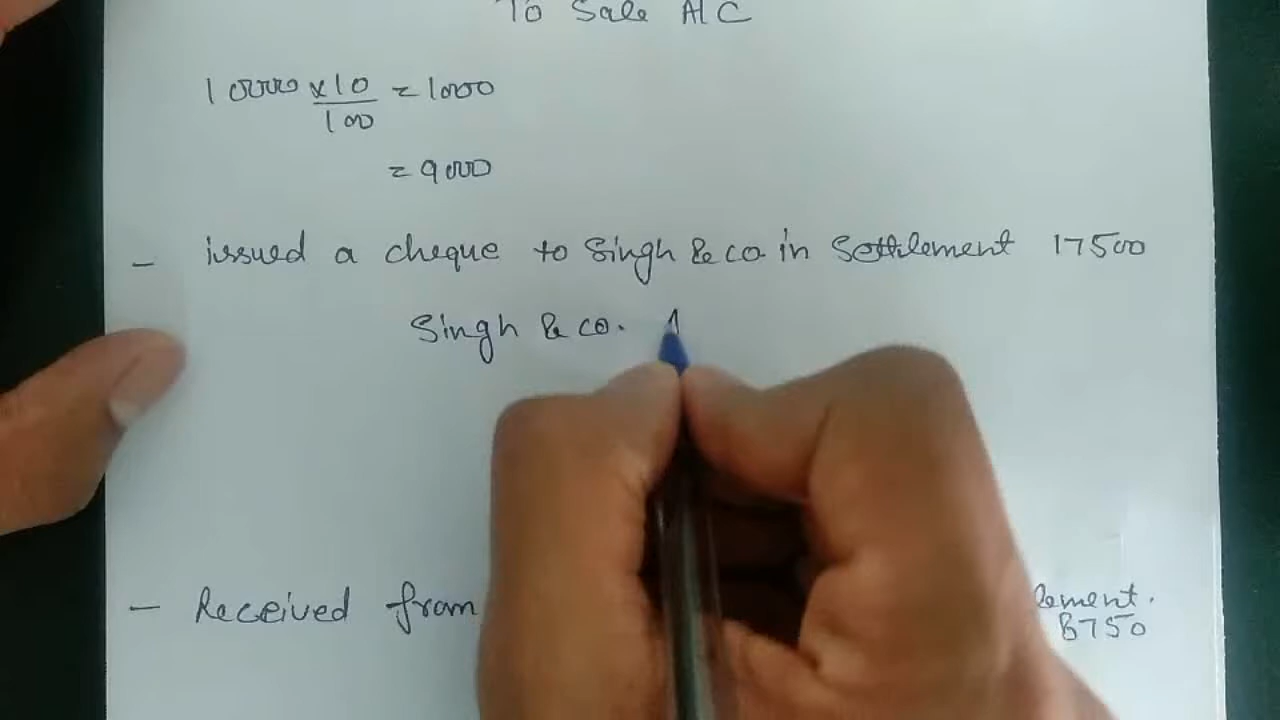 To Sale A/C
10000 x 10 / 100 = 1000
= 9000
- issued a cheque to Singh & co. in Settlement 17500
Singh & co. A
- Received from lement.
8750